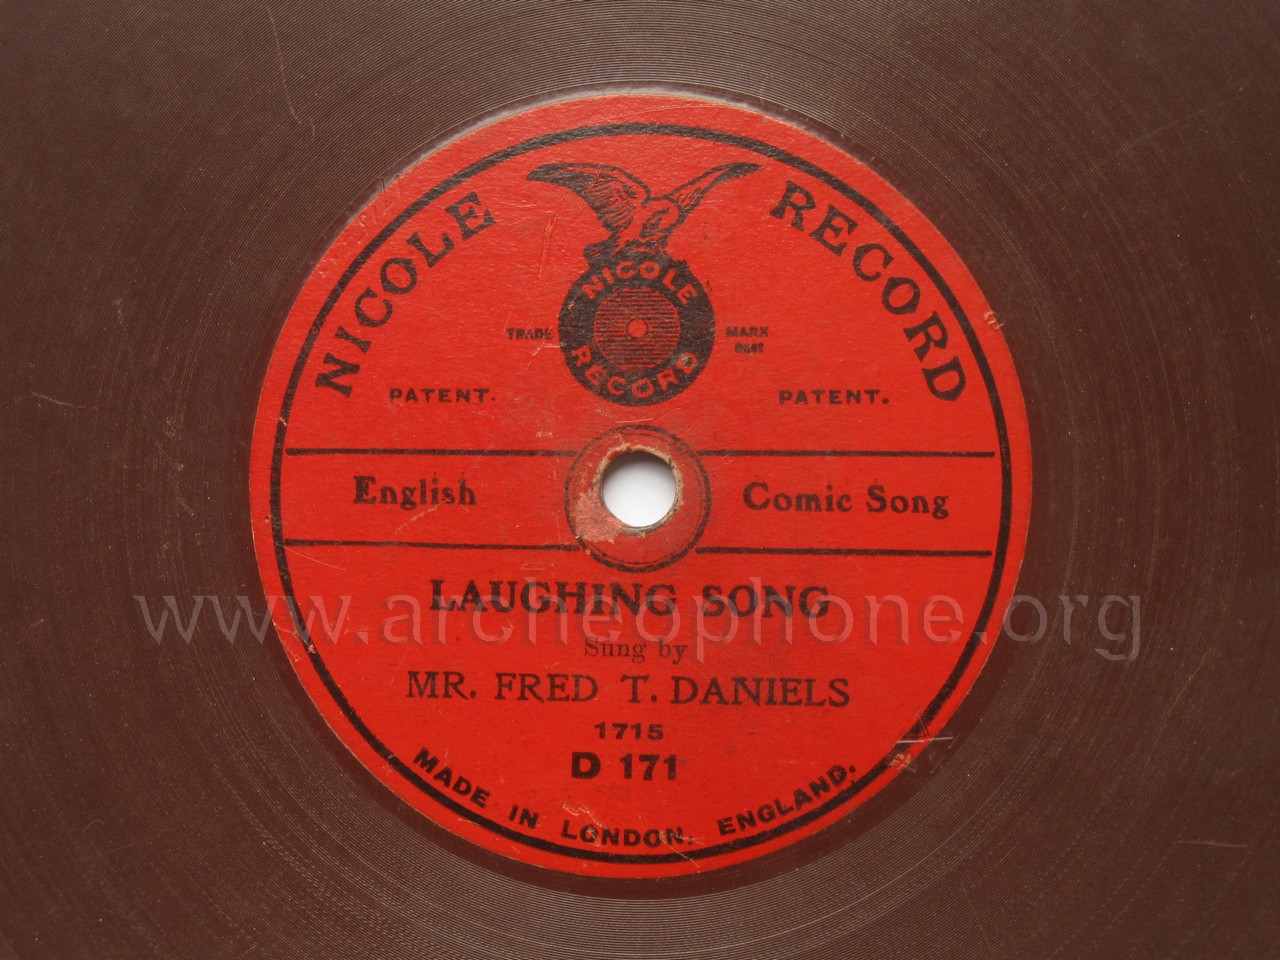 NICOLE RECORD
NICOLE
RECORD
TRADE MARK
PATENT. PATENT.
English Comic Song
LAUGHING SONG
www.archeophone.org
Sung by
MR. FRED T. DANIELS
1715
D 171
MADE IN LONDON, ENGLAND.